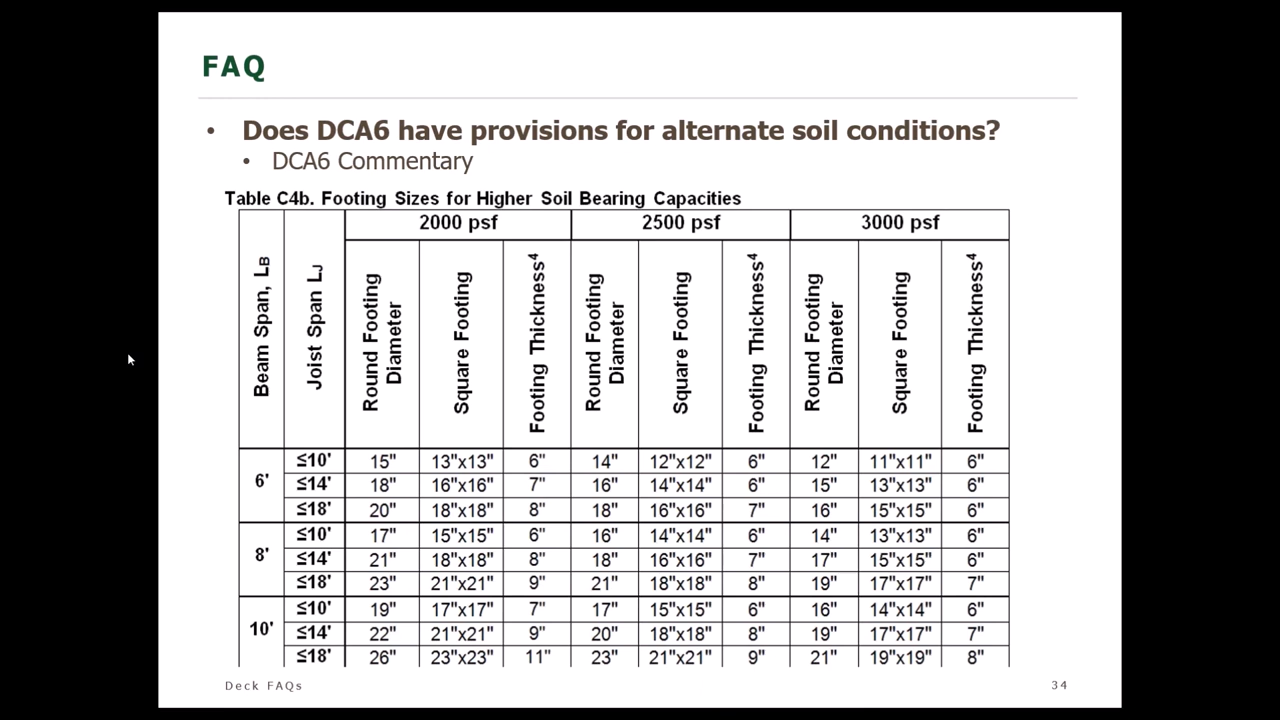 FAQ
• Does DCA6 have provisions for alternate soil conditions?
• DCA6 Commentary
Table C4b. Footing Sizes for Higher Soil Bearing Capacities
2000 psf 2500 psf 3000 psf
Beam Span, LB Joist Span LJ Round Footing Diameter Square Footing Footing Thickness⁴ Round Footing Diameter Square Footing Footing Thickness⁴ Round Footing Diameter Square Footing Footing Thickness⁴
6' ≤10' 15" 13"x13" 6" 14" 12"x12" 6" 12" 11"x11" 6"
≤14' 18" 16"x16" 7" 16" 14"x14" 6" 15" 13"x13" 6"
≤18' 20" 18"x18" 8" 18" 16"x16" 7" 16" 15"x15" 6"
8' ≤10' 17" 15"x15" 6" 16" 14"x14" 6" 14" 13"x13" 6"
≤14' 21" 18"x18" 8" 18" 16"x16" 7" 17" 15"x15" 6"
≤18' 23" 21"x21" 9" 21" 18"x18" 8" 19" 17"x17" 7"
10' ≤10' 19" 17"x17" 7" 17" 15"x15" 6" 16" 14"x14" 6"
≤14' 22" 21"x21" 9" 20" 18"x18" 8" 19" 17"x17" 7"
≤18' 26" 23"x23" 11" 23" 21"x21" 9" 21" 19"x19" 8"
Deck FAQs 34